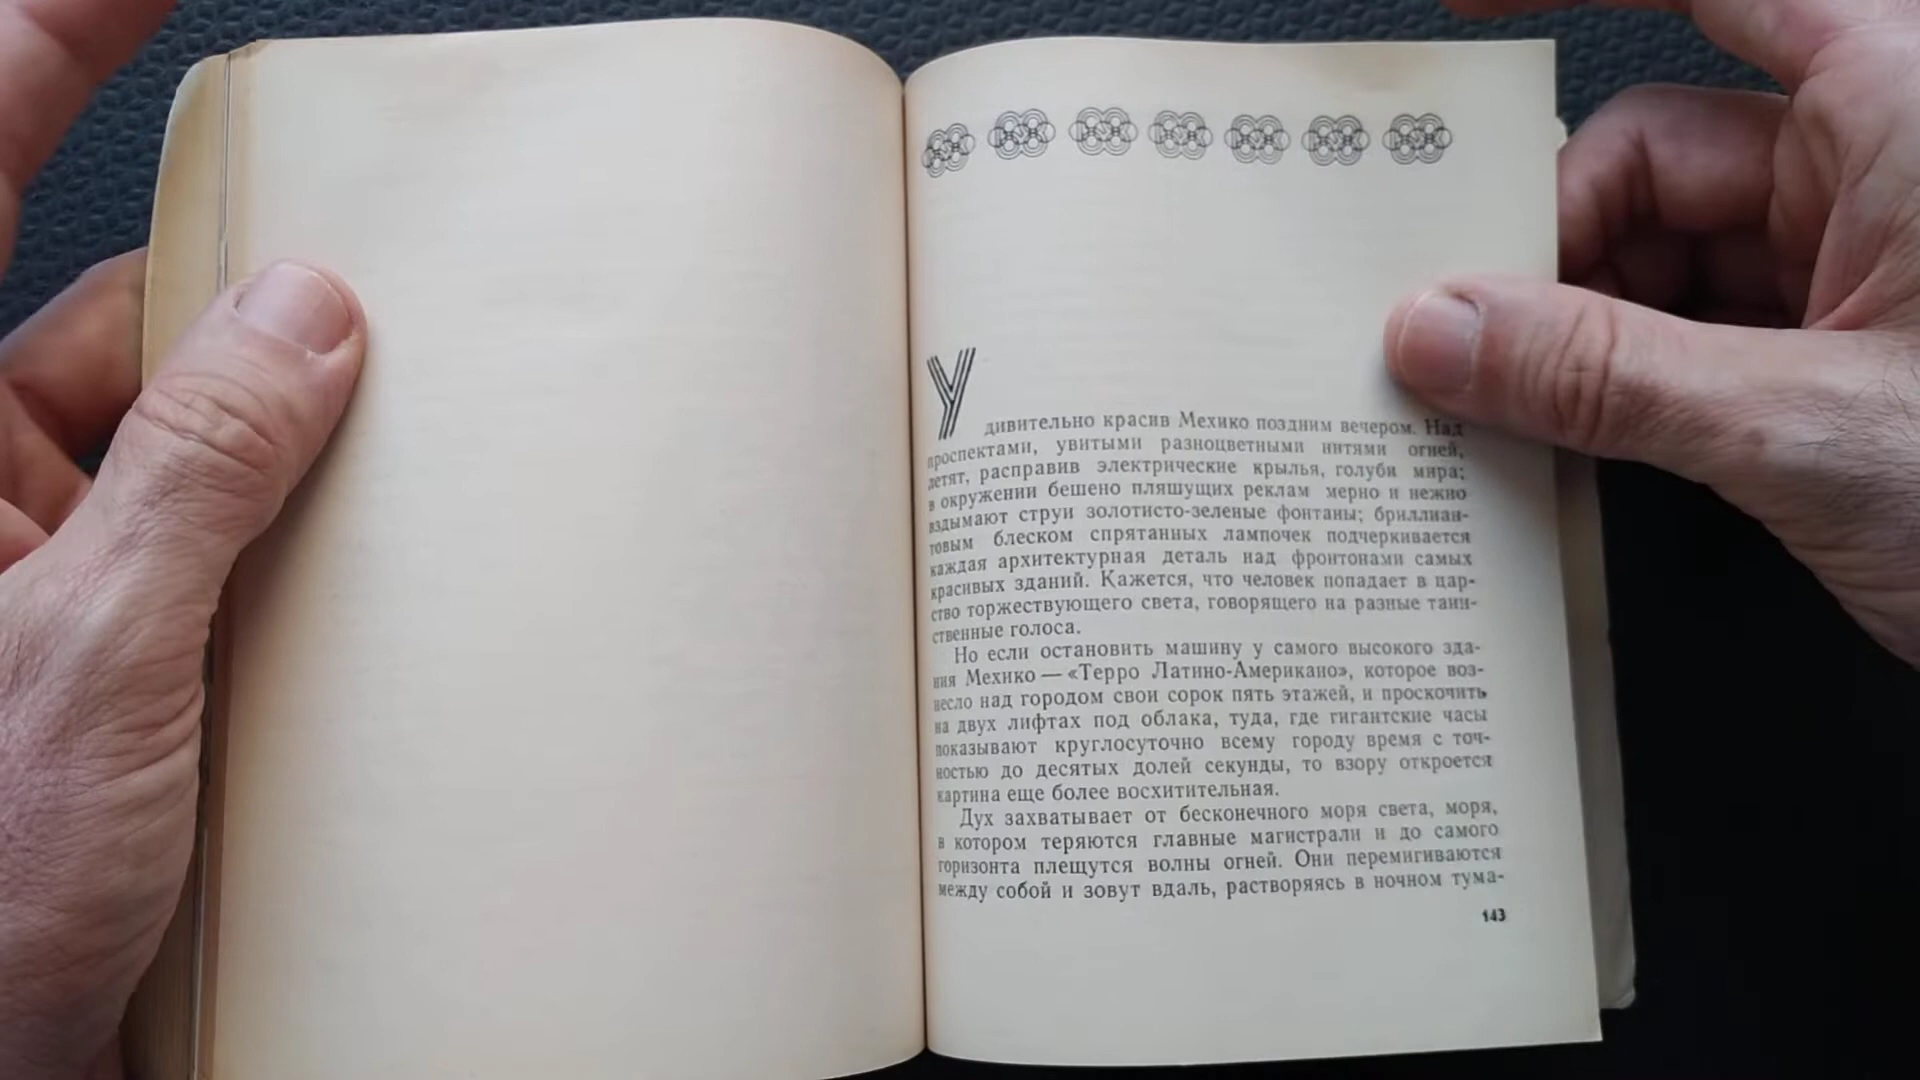 Удивительно красив Мехико поздним вечером. Над
проспектами, увитыми разноцветными нитями огней,
летят, расправив электрические крылья, голуби мира;
в окружении бешено пляшущих реклам мерно и нежно
вздымают струи золотисто-зеленые фонтаны; бриллиан-
товым блеском спрятанных лампочек подчеркивается
каждая архитектурная деталь над фронтонами самых
красивых зданий. Кажется, что человек попадает в цар-
ство торжествующего света, говорящего на разные таин-
ственные голоса.
Но если остановить машину у самого высокого зда-
ния Мехико — «Терро Латино-Американо», которое воз-
несло над городом свои сорок пять этажей, и проскочить
на двух лифтах под облака, туда, где гигантские часы
показывают круглосуточно всему городу время с точ-
ностью до десятых долей секунды, то взору откроется
картина еще более восхитительная.
Дух захватывает от бесконечного моря света, моря,
в котором теряются главные магистрали и до самого
горизонта плещутся волны огней. Они перемигиваются
между собой и зовут вдаль, растворяясь в ночном тума-
143